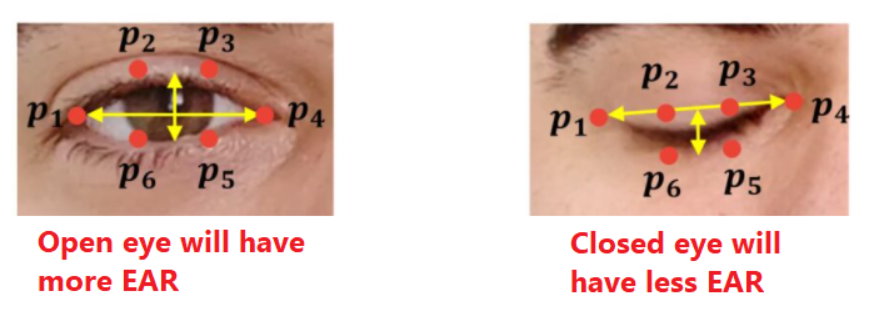 p2 p3
p1 p4
p6 p5
Open eye will have
more EAR
p2 p3
p1 p4
p6 p5
Closed eye will
have less EAR